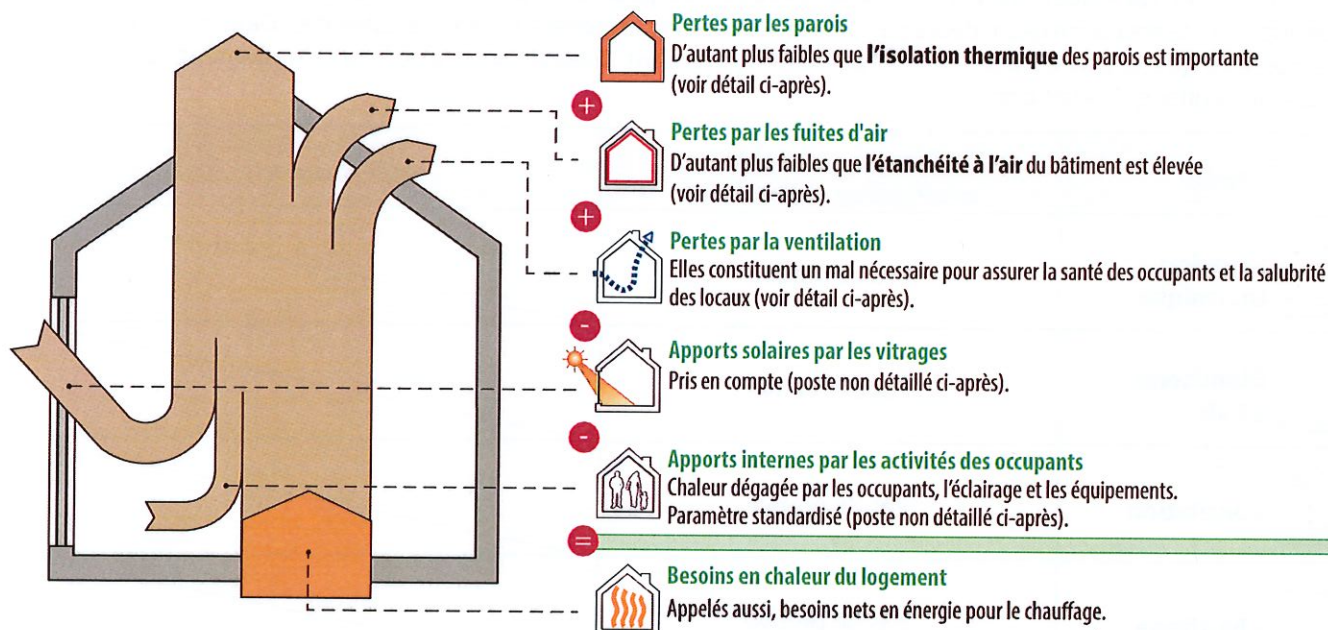 Pertes par les parois
D'autant plus faibles que l'isolation thermique des parois est importante
(voir détail ci-après).
+
Pertes par les fuites d'air
D'autant plus faibles que l'étanchéité à l'air du bâtiment est élevée
(voir détail ci-après).
+
Pertes par la ventilation
Elles constituent un mal nécessaire pour assurer la santé des occupants et la salubrité
des locaux (voir détail ci-après).
-
Apports solaires par les vitrages
Pris en compte (poste non détaillé ci-après).
-
Apports internes par les activités des occupants
Chaleur dégagée par les occupants, l'éclairage et les équipements.
Paramètre standardisé (poste non détaillé ci-après).
=
Besoins en chaleur du logement
Appelés aussi, besoins nets en énergie pour le chauffage.